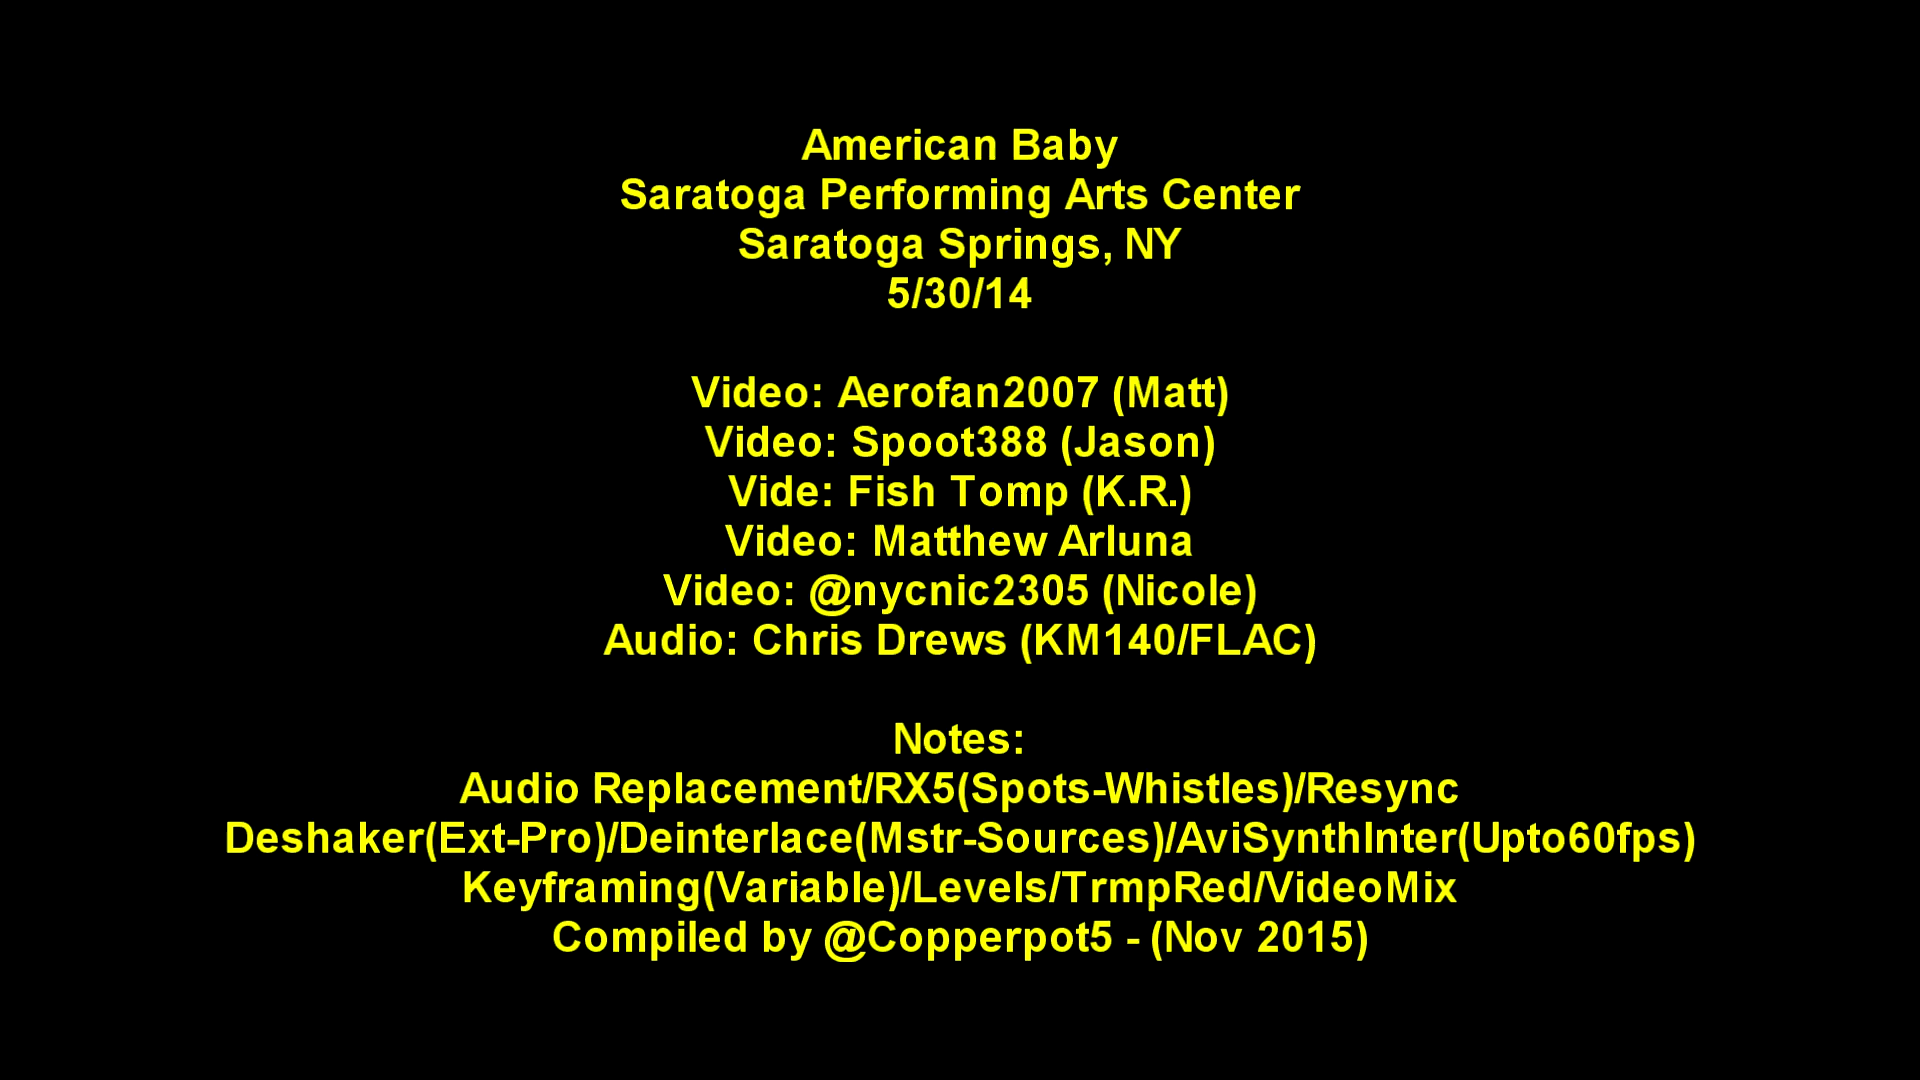 American Baby
Saratoga Performing Arts Center
Saratoga Springs, NY
5/30/14
Video: Aerofan2007 (Matt)
Video: Spoot388 (Jason)
Vide: Fish Tomp (K.R.)
Video: Matthew Arluna
Video: @nycnic2305 (Nicole)
Audio: Chris Drews (KM140/FLAC)
Notes:
Audio Replacement/RX5(Spots-Whistles)/Resync
Deshaker(Ext-Pro)/Deinterlace(Mstr-Sources)/AviSynthInter(Upto60fps)
Keyframing(Variable)/Levels/TrmpRed/VideoMix
Compiled by @Copperpot5 - (Nov 2015)